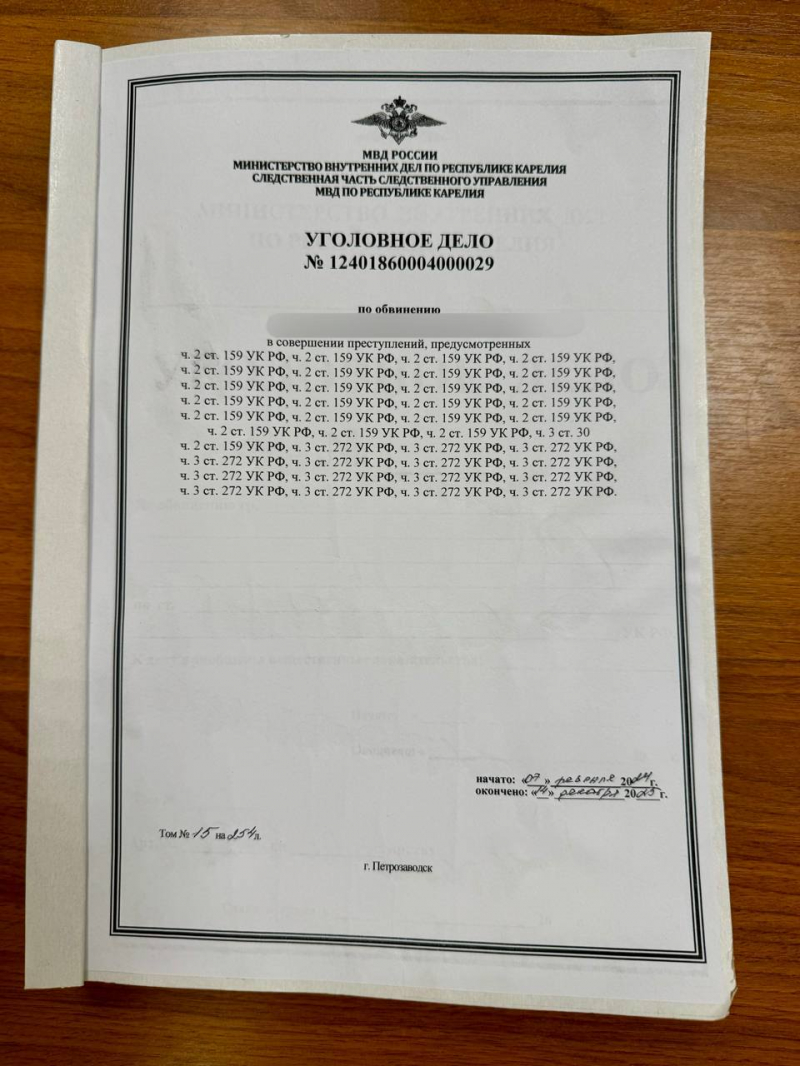 МВД РОССИИ
МИНИСТЕРСТВО ВНУТРЕННИХ ДЕЛ ПО РЕСПУБЛИКЕ КАРЕЛИЯ
СЛЕДСТВЕННАЯ ЧАСТЬ СЛЕДСТВЕННОГО УПРАВЛЕНИЯ
МВД ПО РЕСПУБЛИКЕ КАРЕЛИЯ
УГОЛОВНОЕ ДЕЛО
№ 12401860004000029
по обвинению
в совершении преступлений, предусмотренных
ч. 2 ст. 159 УК РФ, ч. 2 ст. 159 УК РФ, ч. 2 ст. 159 УК РФ, ч. 2 ст. 159 УК РФ,
ч. 2 ст. 159 УК РФ, ч. 2 ст. 159 УК РФ, ч. 2 ст. 159 УК РФ, ч. 2 ст. 159 УК РФ,
ч. 2 ст. 159 УК РФ, ч. 2 ст. 159 УК РФ, ч. 2 ст. 159 УК РФ, ч. 2 ст. 159 УК РФ,
ч. 2 ст. 159 УК РФ, ч. 2 ст. 159 УК РФ, ч. 2 ст. 159 УК РФ, ч. 2 ст. 159 УК РФ,
ч. 2 ст. 159 УК РФ, ч. 2 ст. 159 УК РФ, ч. 2 ст. 159 УК РФ, ч. 2 ст. 159 УК РФ,
ч. 2 ст. 159 УК РФ, ч. 2 ст. 159 УК РФ, ч. 2 ст. 159 УК РФ, ч. 3 ст. 30
ч. 2 ст. 159 УК РФ, ч. 3 ст. 272 УК РФ, ч. 3 ст. 272 УК РФ, ч. 3 ст. 272 УК РФ,
ч. 3 ст. 272 УК РФ, ч. 3 ст. 272 УК РФ, ч. 3 ст. 272 УК РФ, ч. 3 ст. 272 УК РФ,
ч. 3 ст. 272 УК РФ, ч. 3 ст. 272 УК РФ, ч. 3 ст. 272 УК РФ, ч. 3 ст. 272 УК РФ,
ч. 3 ст. 272 УК РФ, ч. 3 ст. 272 УК РФ, ч. 3 ст. 272 УК РФ, ч. 3 ст. 272 УК РФ.
начато: «07» февраля 2024г.
окончено: «14» декабря 2025 г.
Том № 15 на 254л.
г. Петрозаводск